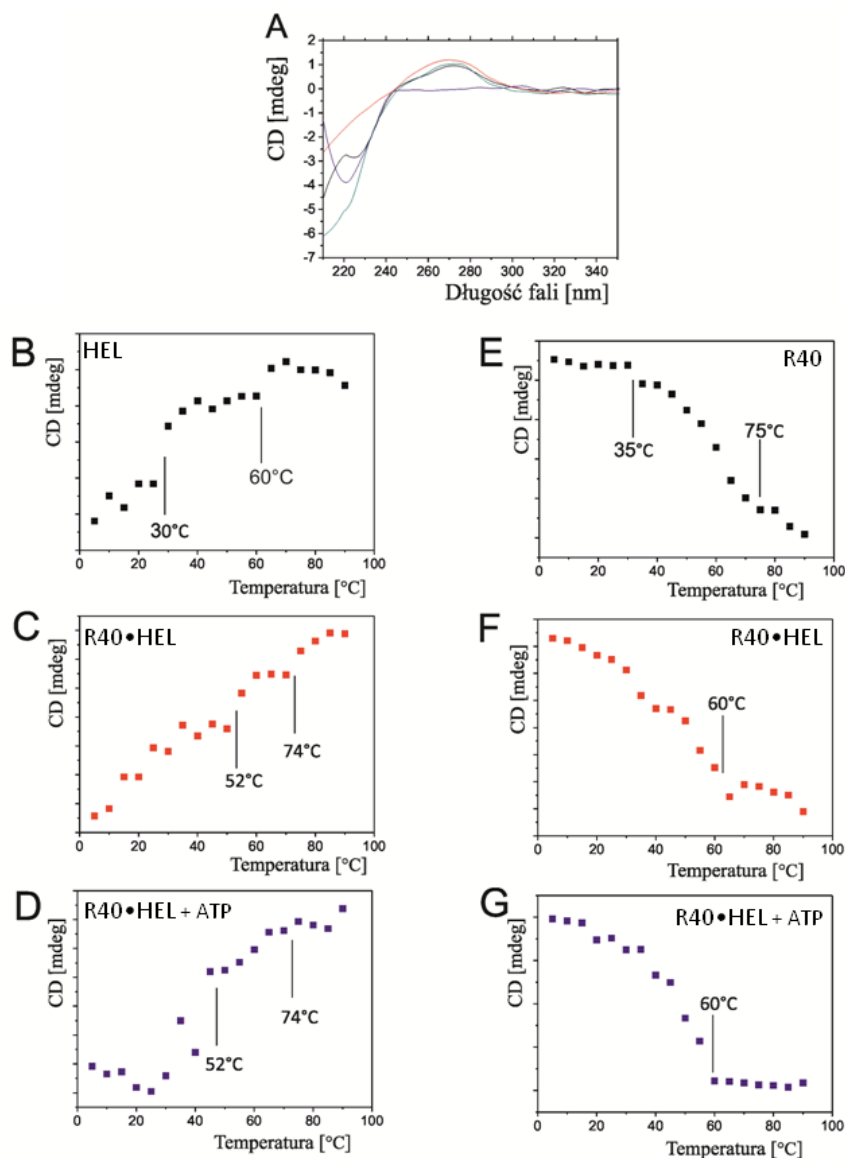 A
CD [mdeg]
2
1
0
-1
-2
-3
-4
-5
-6
-7
220 240 260 280 300 320 340
Długość fali [nm]
B
HEL
CD [mdeg]
30°C
60°C
0 20 40 60 80 100
Temperatura [°C]
E
R40
CD [mdeg]
35°C
75°C
0 20 40 60 80 100
Temperatura [°C]
C
R40•HEL
CD [mdeg]
52°C
74°C
0 20 40 60 80 100
Temperatura [°C]
F
R40•HEL
CD [mdeg]
60°C
0 20 40 60 80 100
Temperatura [°C]
D
R40•HEL + ATP
CD [mdeg]
52°C
74°C
0 20 40 60 80 100
Temperatura [°C]
G
R40•HEL + ATP
CD [mdeg]
60°C
0 20 40 60 80 100
Temperatura [°C]